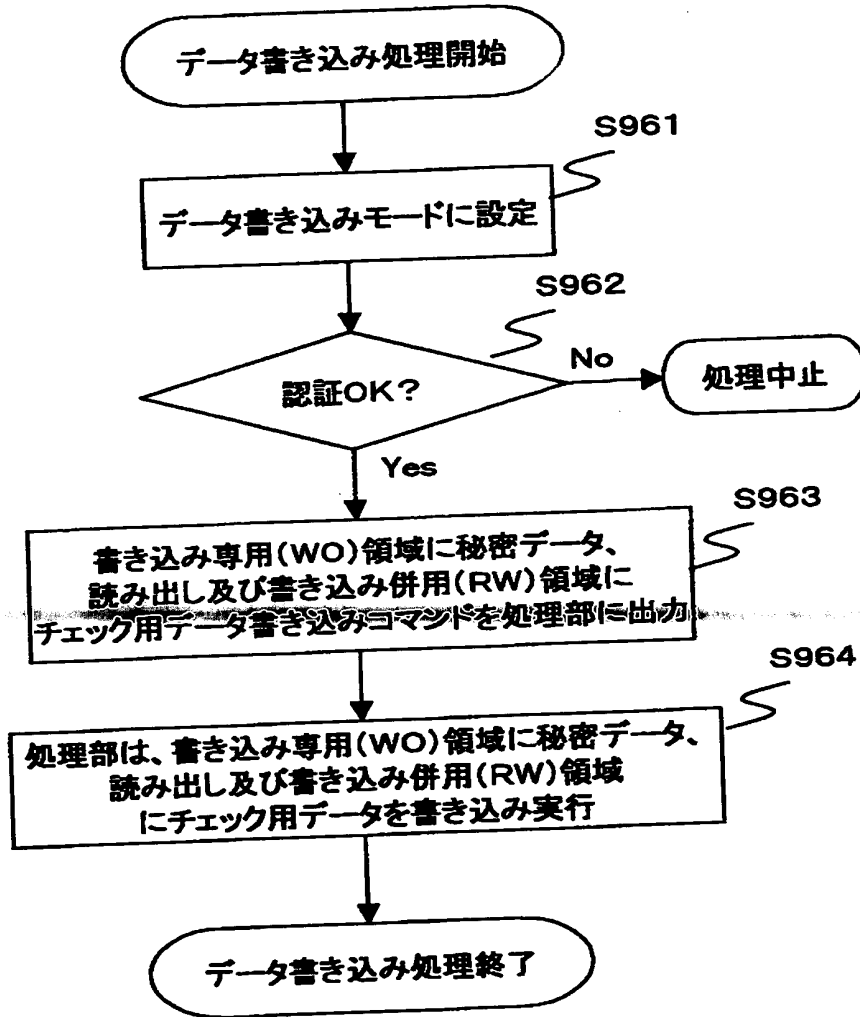 データ書き込み処理開始
S961
データ書き込みモードに設定
S962
認証OK?
No
処理中止
Yes
S963
書き込み専用(WO)領域に秘密データ、
読み出し及び書き込み併用(RW)領域に
チェック用データ書き込みコマンドを処理部に出力
S964
処理部は、書き込み専用(WO)領域に秘密データ、
読み出し及び書き込み併用(RW)領域
にチェック用データを書き込み実行
データ書き込み処理終了